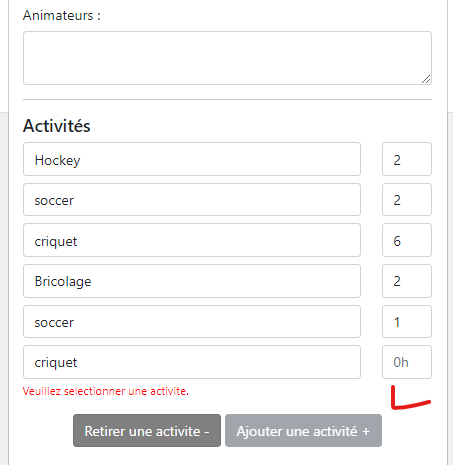 Animateurs :
Activités
Hockey 2
soccer 2
criquet 6
Bricolage 2
soccer 1
criquet 0h
Veuillez selectionner une activite.
Retirer une activite - Ajouter une activité +